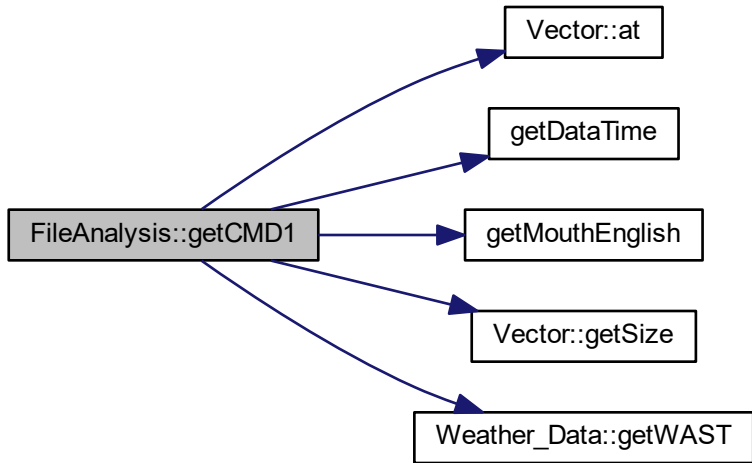 Vector::at
getDataTime
FileAnalysis::getCMD1
getMouthEnglish
Vector::getSize
Weather_Data::getWAST